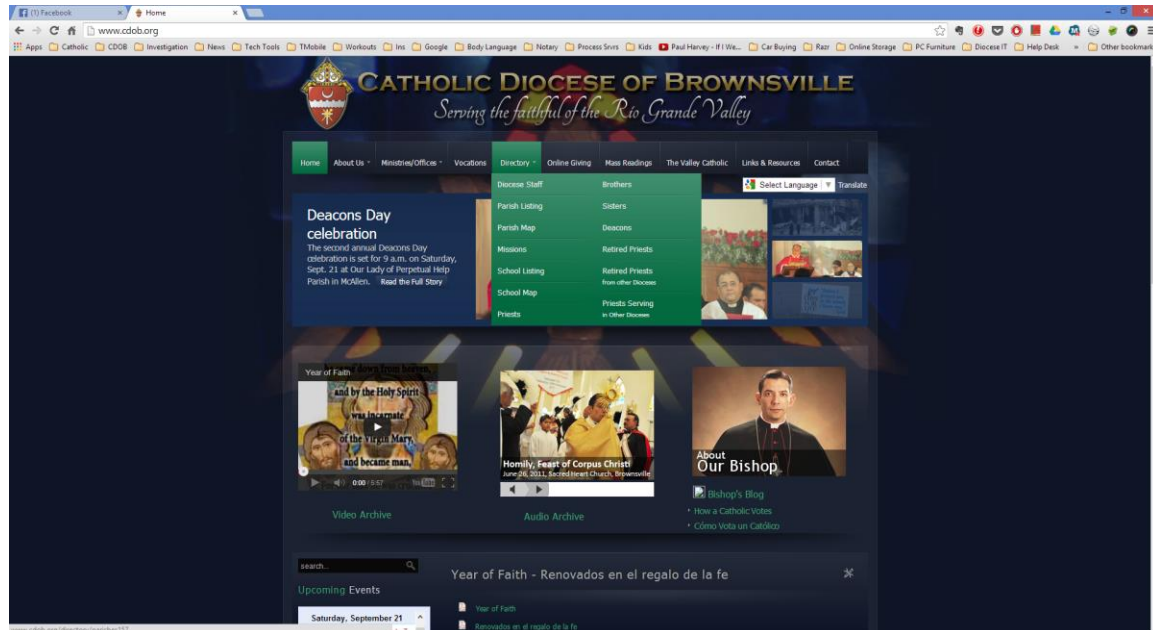 (1) Facebook
Home
www.cdob.org
Apps Catholic CDOB Investigation News Tech Tools TMobile Workouts Ins Google Body Language Notary Process Srvrs Kids Paul Harvey - If I We... Car Buying Razr Online Storage PC Furniture Diocese IT Help Desk » Other bookmark
CATHOLIC DIOCESE OF BROWNSVILLE
Serving the faithful of the Rio Grande Valley
Home About Us Ministries/Offices Vocations Directory Online Giving Mass Readings The Valley Catholic Links & Resources Contact
Select Language ▼ Translate
Diocese Staff
Parish Listing
Parish Map
Missions
School Listing
School Map
Priests
Brothers
Sisters
Deacons
Retired Priests
Retired Priests
from other Dioceses
Priests Serving
in Other Dioceses
Deacons Day
celebration
The second annual Deacons Day
celebration is set for 9 a.m. on Saturday,
Sept. 21 at Our Lady of Perpetual Help
Parish in McAllen. Read the Full Story
Year of Faith
came down from heaven,
and by the Holy Spirit
was incarnate
of the Virgin Mary,
and became man,
0:00 / 5:57
Video Archive
Homily, Feast of Corpus Christi
June 26, 2011, Sacred Heart Church, Brownsville
Audio Archive
About
Our Bishop
Bishop's Blog
How a Catholic Votes
Cómo Vota un Católico
search...
Upcoming Events
Saturday, September 21
Year of Faith - Renovados en el regalo de la fe
Year of Faith
Renovados en el regalo de la fe